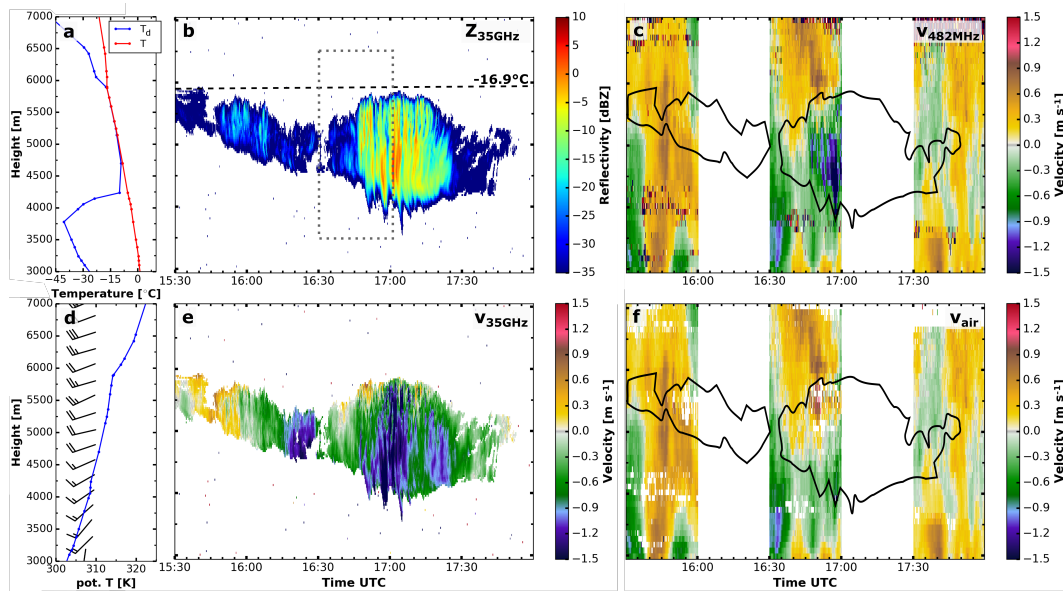 a
T_d
T
7000
6500
6000
5500
5000
4500
4000
3500
3000
Height [m]
−45 −30 −15 0
Temperature [°C]
b
Z_35GHz
-16.9°C
15:30 16:00 16:30 17:00 17:30
10
5
0
−5
−10
−15
−20
−25
−30
−35
Reflectivity [dBZ]
c
v_482MHz
16:00 16:30 17:00 17:30
1.5
1.2
0.9
0.6
0.3
0.0
−0.3
−0.6
−0.9
−1.2
−1.5
Velocity [m s⁻¹]
d
7000
6500
6000
5500
5000
4500
4000
3500
3000
Height [m]
300 310 320
pot. T [K]
e
v_35GHz
15:30 16:00 16:30 17:00 17:30
Time UTC
1.5
1.2
0.9
0.6
0.3
0.0
−0.3
−0.6
−0.9
−1.2
−1.5
Velocity [m s⁻¹]
f
v_air
16:00 16:30 17:00 17:30
Time UTC
1.5
1.2
0.9
0.6
0.3
0.0
−0.3
−0.6
−0.9
−1.2
−1.5
Velocity [m s⁻¹]